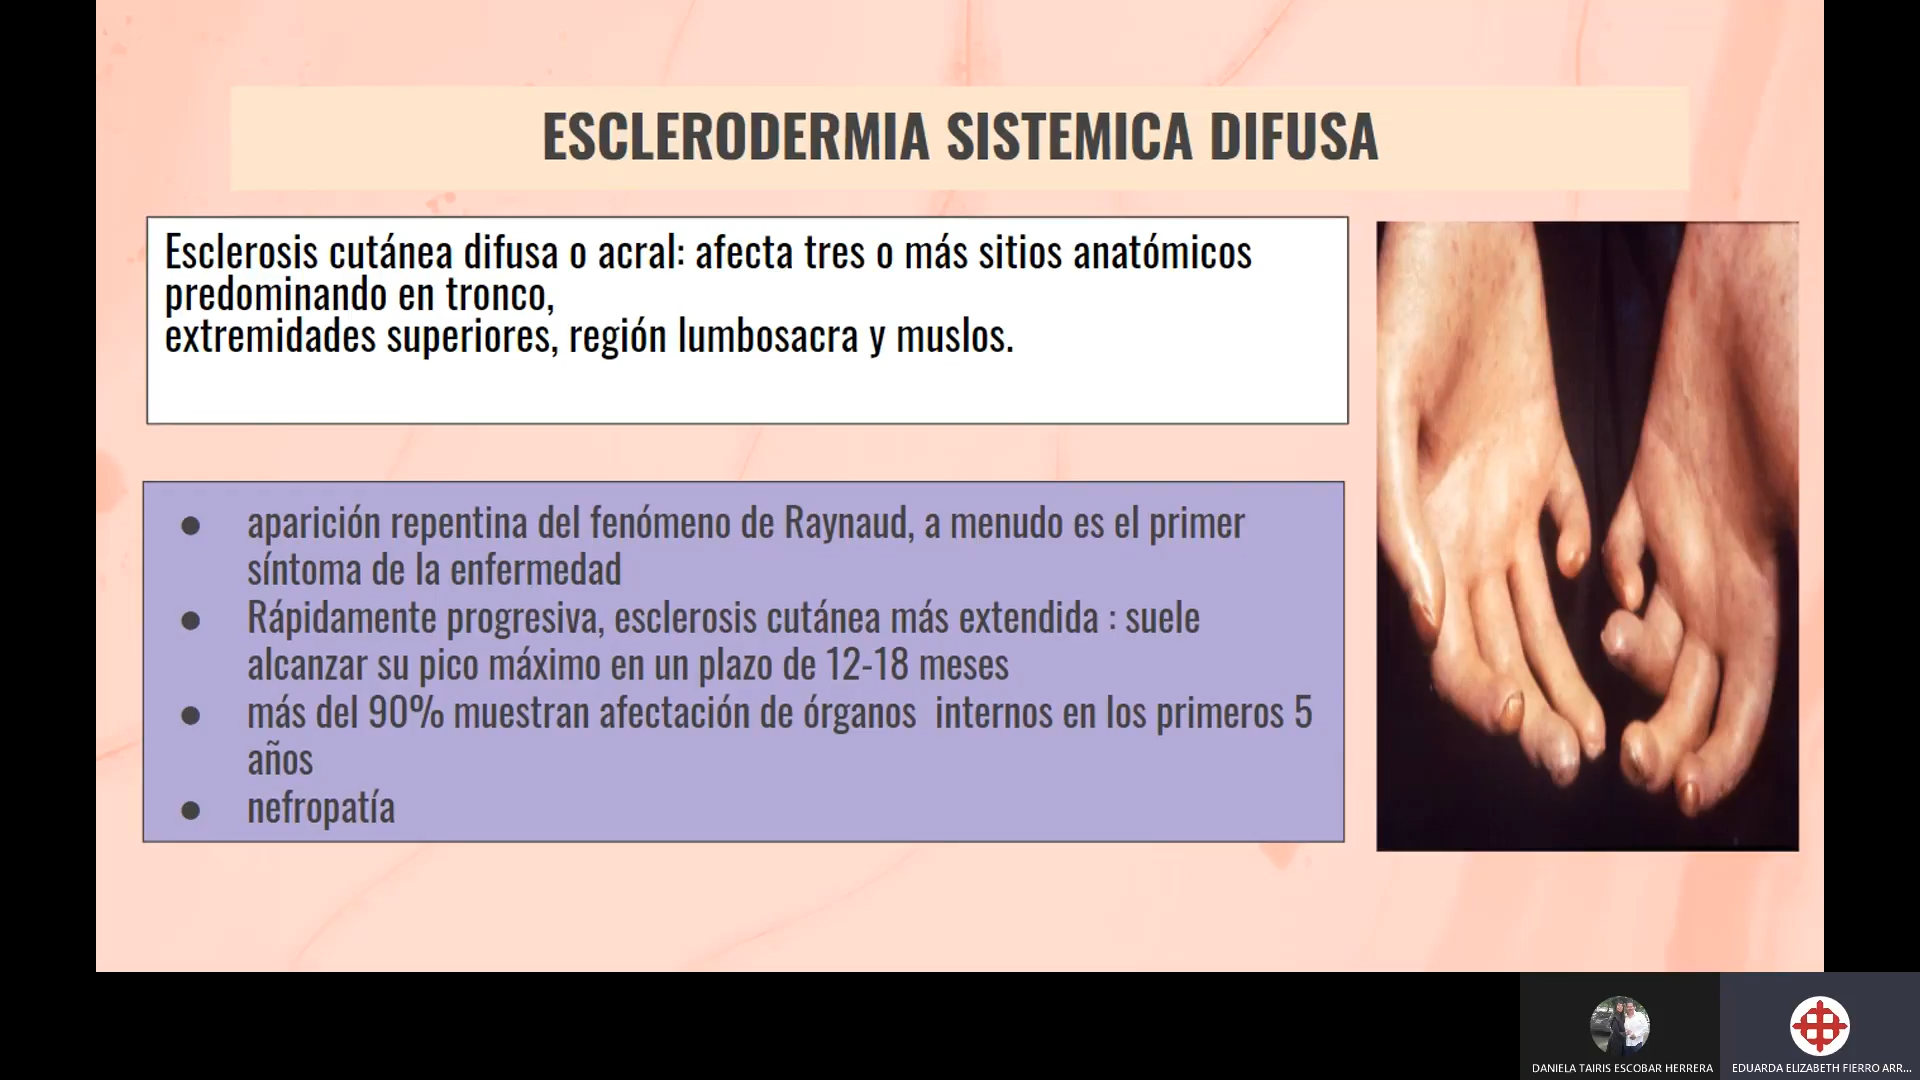 ESCLERODERMIA SISTEMICA DIFUSA
Esclerosis cutánea difusa o acral: afecta tres o más sitios anatómicos
predominando en tronco,
extremidades superiores, región lumbosacra y muslos.
● aparición repentina del fenómeno de Raynaud, a menudo es el primer
síntoma de la enfermedad
● Rápidamente progresiva, esclerosis cutánea más extendida : suele
alcanzar su pico máximo en un plazo de 12-18 meses
● más del 90% muestran afectación de órganos internos en los primeros 5
años
● nefropatía
DANIELA TAIRIS ESCOBAR HERRERA
EDUARDA ELIZABETH FIERRO ARR...